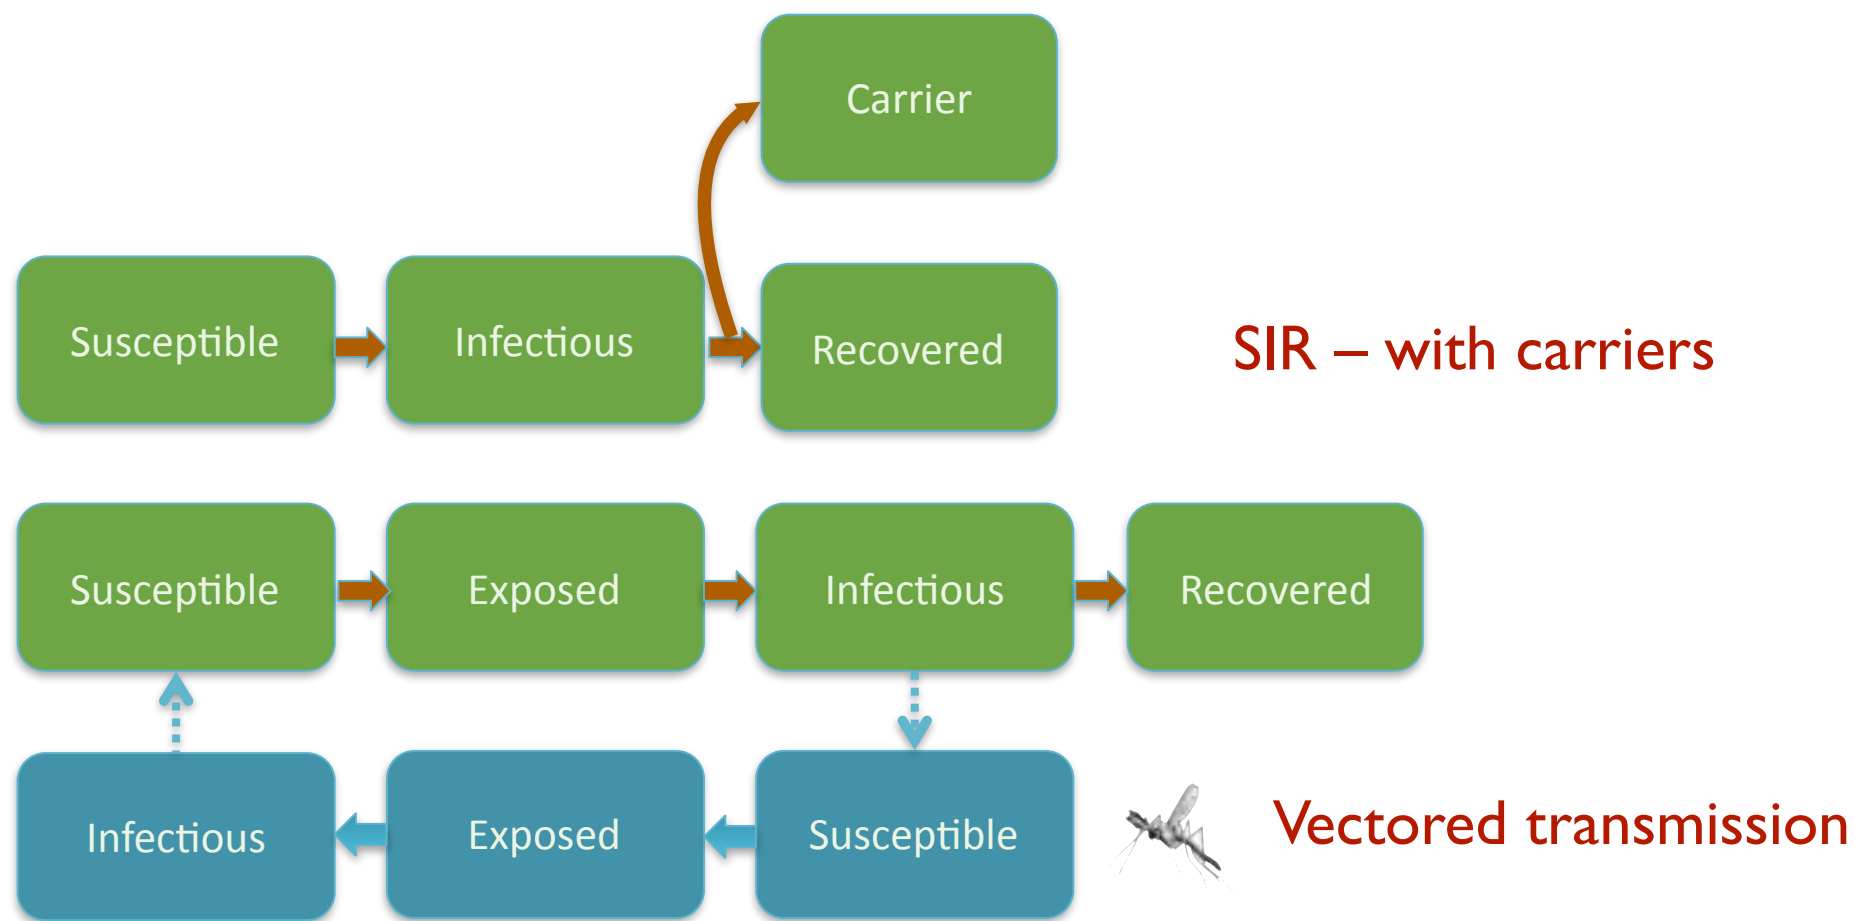 Carrier
Susceptible
Infectious
Recovered
SIR – with carriers
Susceptible
Exposed
Infectious
Recovered
Infectious
Exposed
Susceptible
Vectored transmission